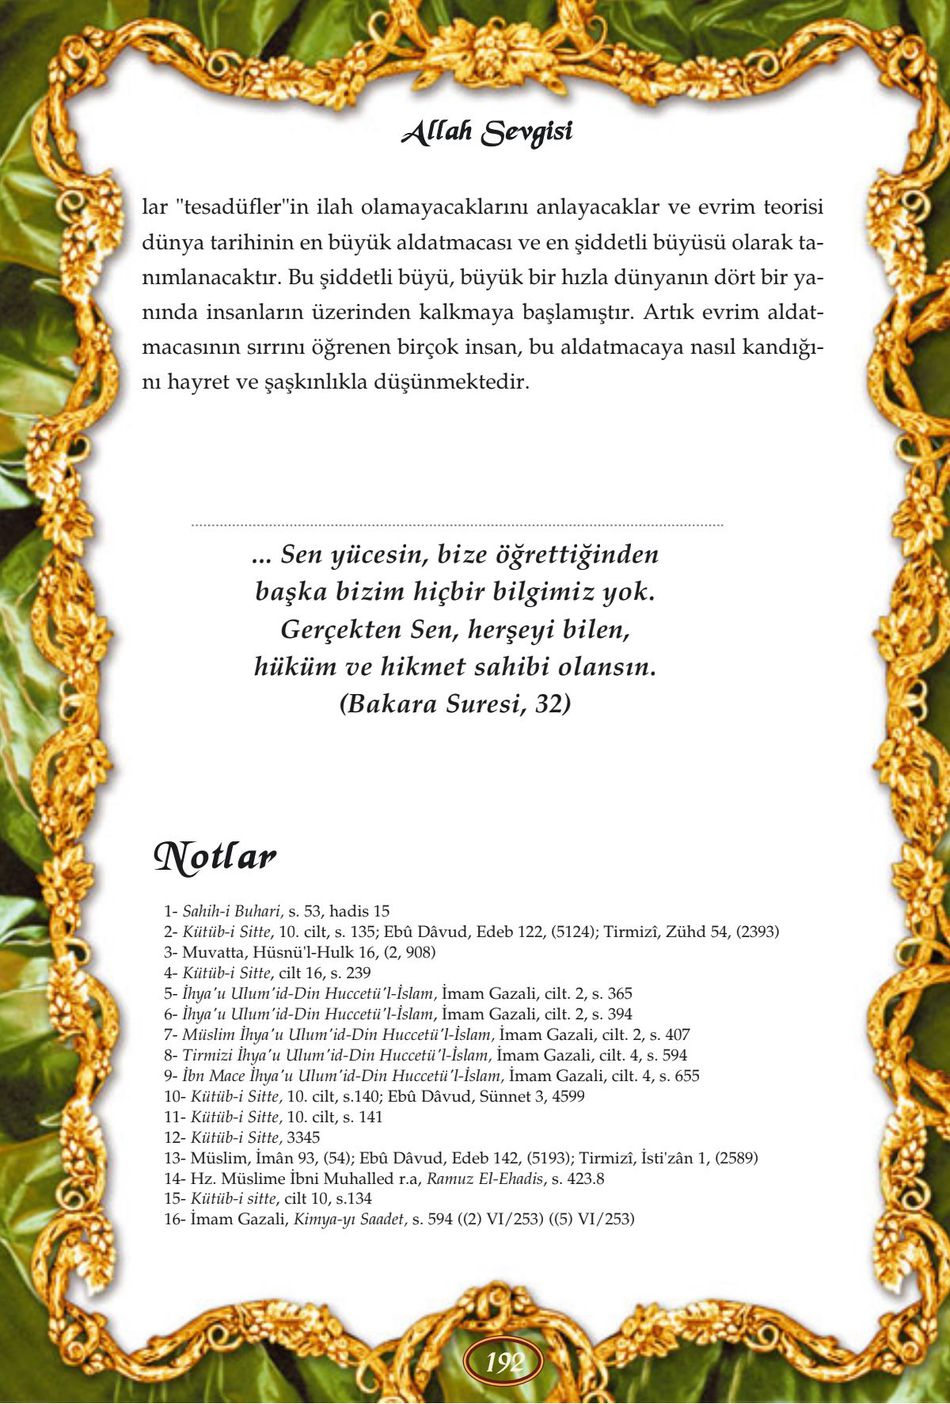 Allah Sevgisi
lar "tesadüfler"in ilah olamayacaklarını anlayacaklar ve evrim teorisi
dünya tarihinin en büyük aldatmacası ve en şiddetli büyüsü olarak ta-
nımlanacaktır. Bu şiddetli büyü, büyük bir hızla dünyanın dört bir ya-
nında insanların üzerinden kalkmaya başlamıştır. Artık evrim aldat-
macasının sırrını öğrenen birçok insan, bu aldatmacaya nasıl kandığı-
nı hayret ve şaşkınlıkla düşünmektedir.
... Sen yücesin, bize öğrettiğinden
başka bizim hiçbir bilgimiz yok.
Gerçekten Sen, herşeyi bilen,
hüküm ve hikmet sahibi olansın.
(Bakara Suresi, 32)
Notlar
1- Sahih-i Buhari, s. 53, hadis 15
2- Kütüb-i Sitte, 10. cilt, s. 135; Ebû Dâvud, Edeb 122, (5124); Tirmizî, Zühd 54, (2393)
3- Muvatta, Hüsnü'l-Hulk 16, (2, 908)
4- Kütüb-i Sitte, cilt 16, s. 239
5- İhya'u Ulum'id-Din Huccetü'l-İslam, İmam Gazali, cilt. 2, s. 365
6- İhya'u Ulum'id-Din Huccetü'l-İslam, İmam Gazali, cilt. 2, s. 394
7- Müslim İhya'u Ulum'id-Din Huccetü'l-İslam, İmam Gazali, cilt. 2, s. 407
8- Tirmizi İhya'u Ulum'id-Din Huccetü'l-İslam, İmam Gazali, cilt. 4, s. 594
9- İbn Mace İhya'u Ulum'id-Din Huccetü'l-İslam, İmam Gazali, cilt. 4, s. 655
10- Kütüb-i Sitte, 10. cilt, s.140; Ebû Dâvud, Sünnet 3, 4599
11- Kütüb-i Sitte, 10. cilt, s. 141
12- Kütüb-i Sitte, 3345
13- Müslim, İmân 93, (54); Ebû Dâvud, Edeb 142, (5193); Tirmizî, İsti'zân 1, (2589)
14- Hz. Müslime İbni Muhalled r.a, Ramuz El-Ehadis, s. 423.8
15- Kütüb-i sitte, cilt 10, s.134
16- İmam Gazali, Kimya-yı Saadet, s. 594 ((2) VI/253) ((5) VI/253)
192